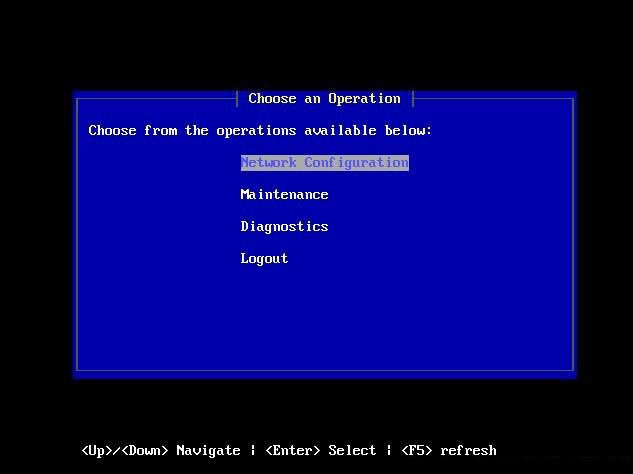 Choose an Operation
Choose from the operations available below:
Network Configuration
Maintenance
Diagnostics
Logout
<Up>/<Down> Navigate | <Enter> Select | <F5> refresh